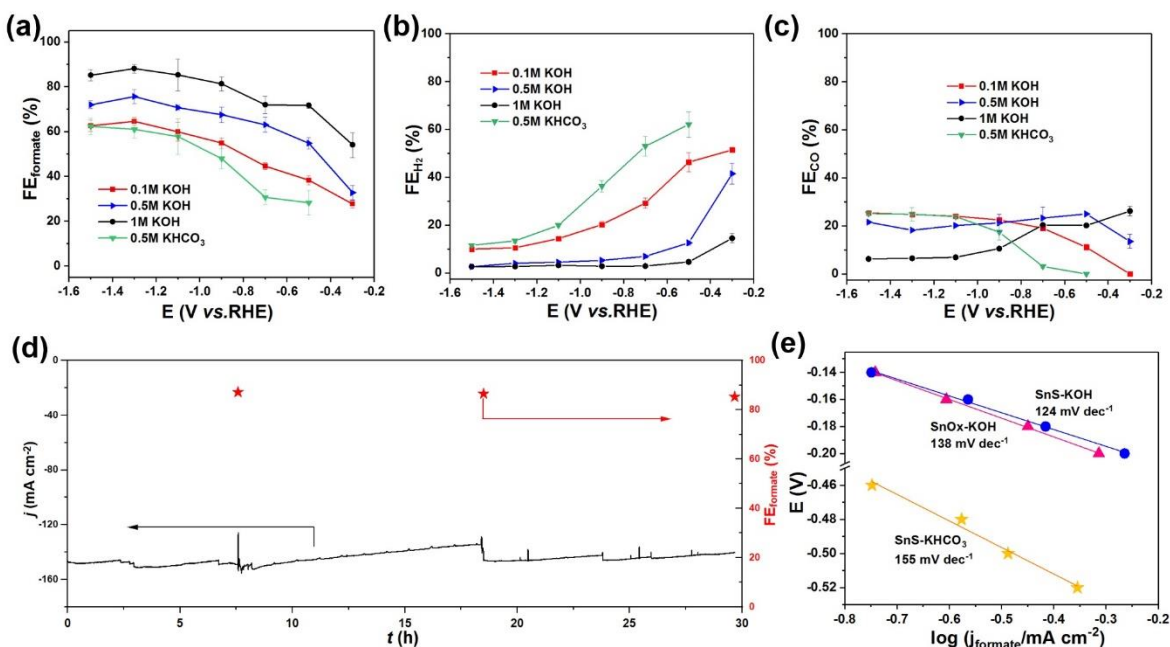 (a)
100
80
60
40
20
0
FE_formate (%)
0.1M KOH
0.5M KOH
1M KOH
0.5M KHCO₃
-1.6 -1.4 -1.2 -1.0 -0.8 -0.6 -0.4 -0.2
E (V vs.RHE)
(b)
100
80
60
40
20
0
FE_H₂ (%)
0.1M KOH
0.5M KOH
1M KOH
0.5M KHCO₃
-1.6 -1.4 -1.2 -1.0 -0.8 -0.6 -0.4 -0.2
E (V vs.RHE)
(c)
100
80
60
40
20
0
FE_CO (%)
0.1M KOH
0.5M KOH
1M KOH
0.5M KHCO₃
-1.6 -1.4 -1.2 -1.0 -0.8 -0.6 -0.4 -0.2
E (V vs.RHE)
(d)
0
-40
-80
-120
-160
j (mA cm⁻²)
100
80
60
40
20
0
FE_formate (%)
0 5 10 15 20 25 30
t (h)
(e)
-0.14
-0.16
-0.18
-0.20
-0.46
-0.48
-0.50
-0.52
E (V)
SnS-KOH
124 mV dec⁻¹
SnOx-KOH
138 mV dec⁻¹
SnS-KHCO₃
155 mV dec⁻¹
-0.8 -0.7 -0.6 -0.5 -0.4 -0.3 -0.2
log (j_formate/mA cm⁻²)